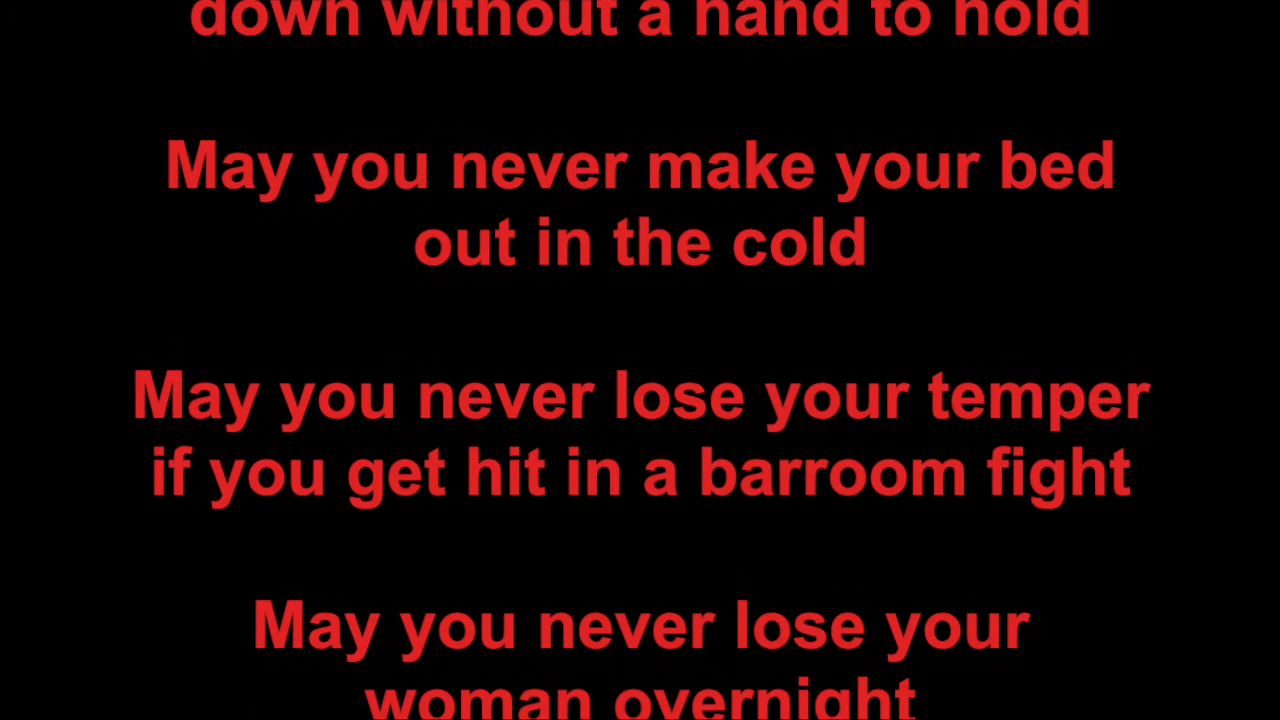 down without a hand to hold
May you never make your bed
out in the cold
May you never lose your temper
if you get hit in a barroom fight
May you never lose your
woman overnight